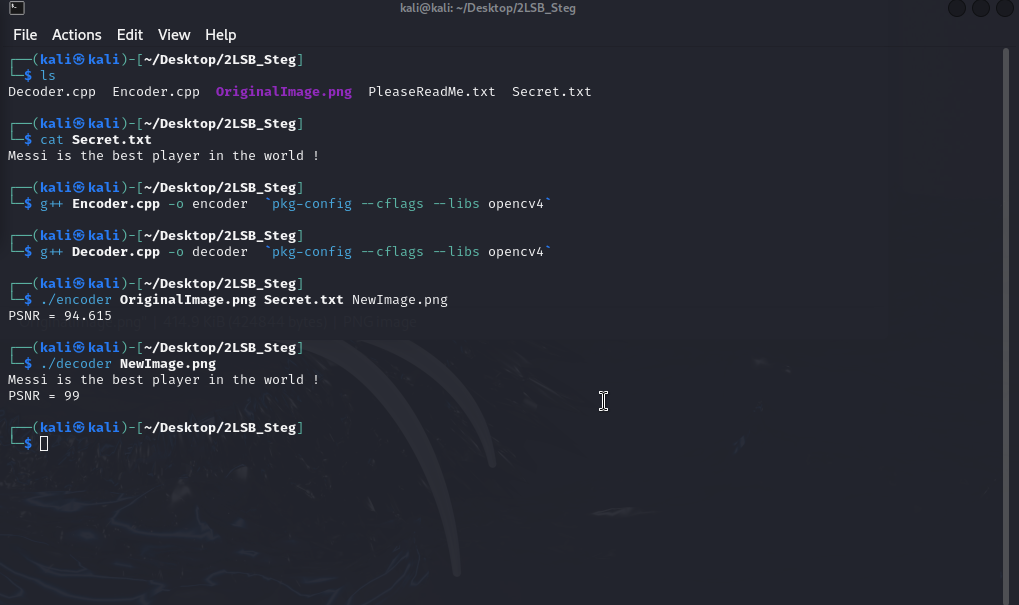 kali@kali: ~/Desktop/2LSB_Steg
File Actions Edit View Help
┌──(kali㉿kali)-[~/Desktop/2LSB_Steg]
└─$ ls
Decoder.cpp  Encoder.cpp  OriginalImage.png  PleaseReadMe.txt  Secret.txt
┌──(kali㉿kali)-[~/Desktop/2LSB_Steg]
└─$ cat Secret.txt
Messi is the best player in the world !
┌──(kali㉿kali)-[~/Desktop/2LSB_Steg]
└─$ g++ Encoder.cpp -o encoder  `pkg-config --cflags --libs opencv4`
┌──(kali㉿kali)-[~/Desktop/2LSB_Steg]
└─$ g++ Decoder.cpp -o decoder  `pkg-config --cflags --libs opencv4`
┌──(kali㉿kali)-[~/Desktop/2LSB_Steg]
└─$ ./encoder OriginalImage.png Secret.txt NewImage.png
PSNR = 94.615
┌──(kali㉿kali)-[~/Desktop/2LSB_Steg]
└─$ ./decoder NewImage.png
Messi is the best player in the world !
PSNR = 99
┌──(kali㉿kali)-[~/Desktop/2LSB_Steg]
└─$